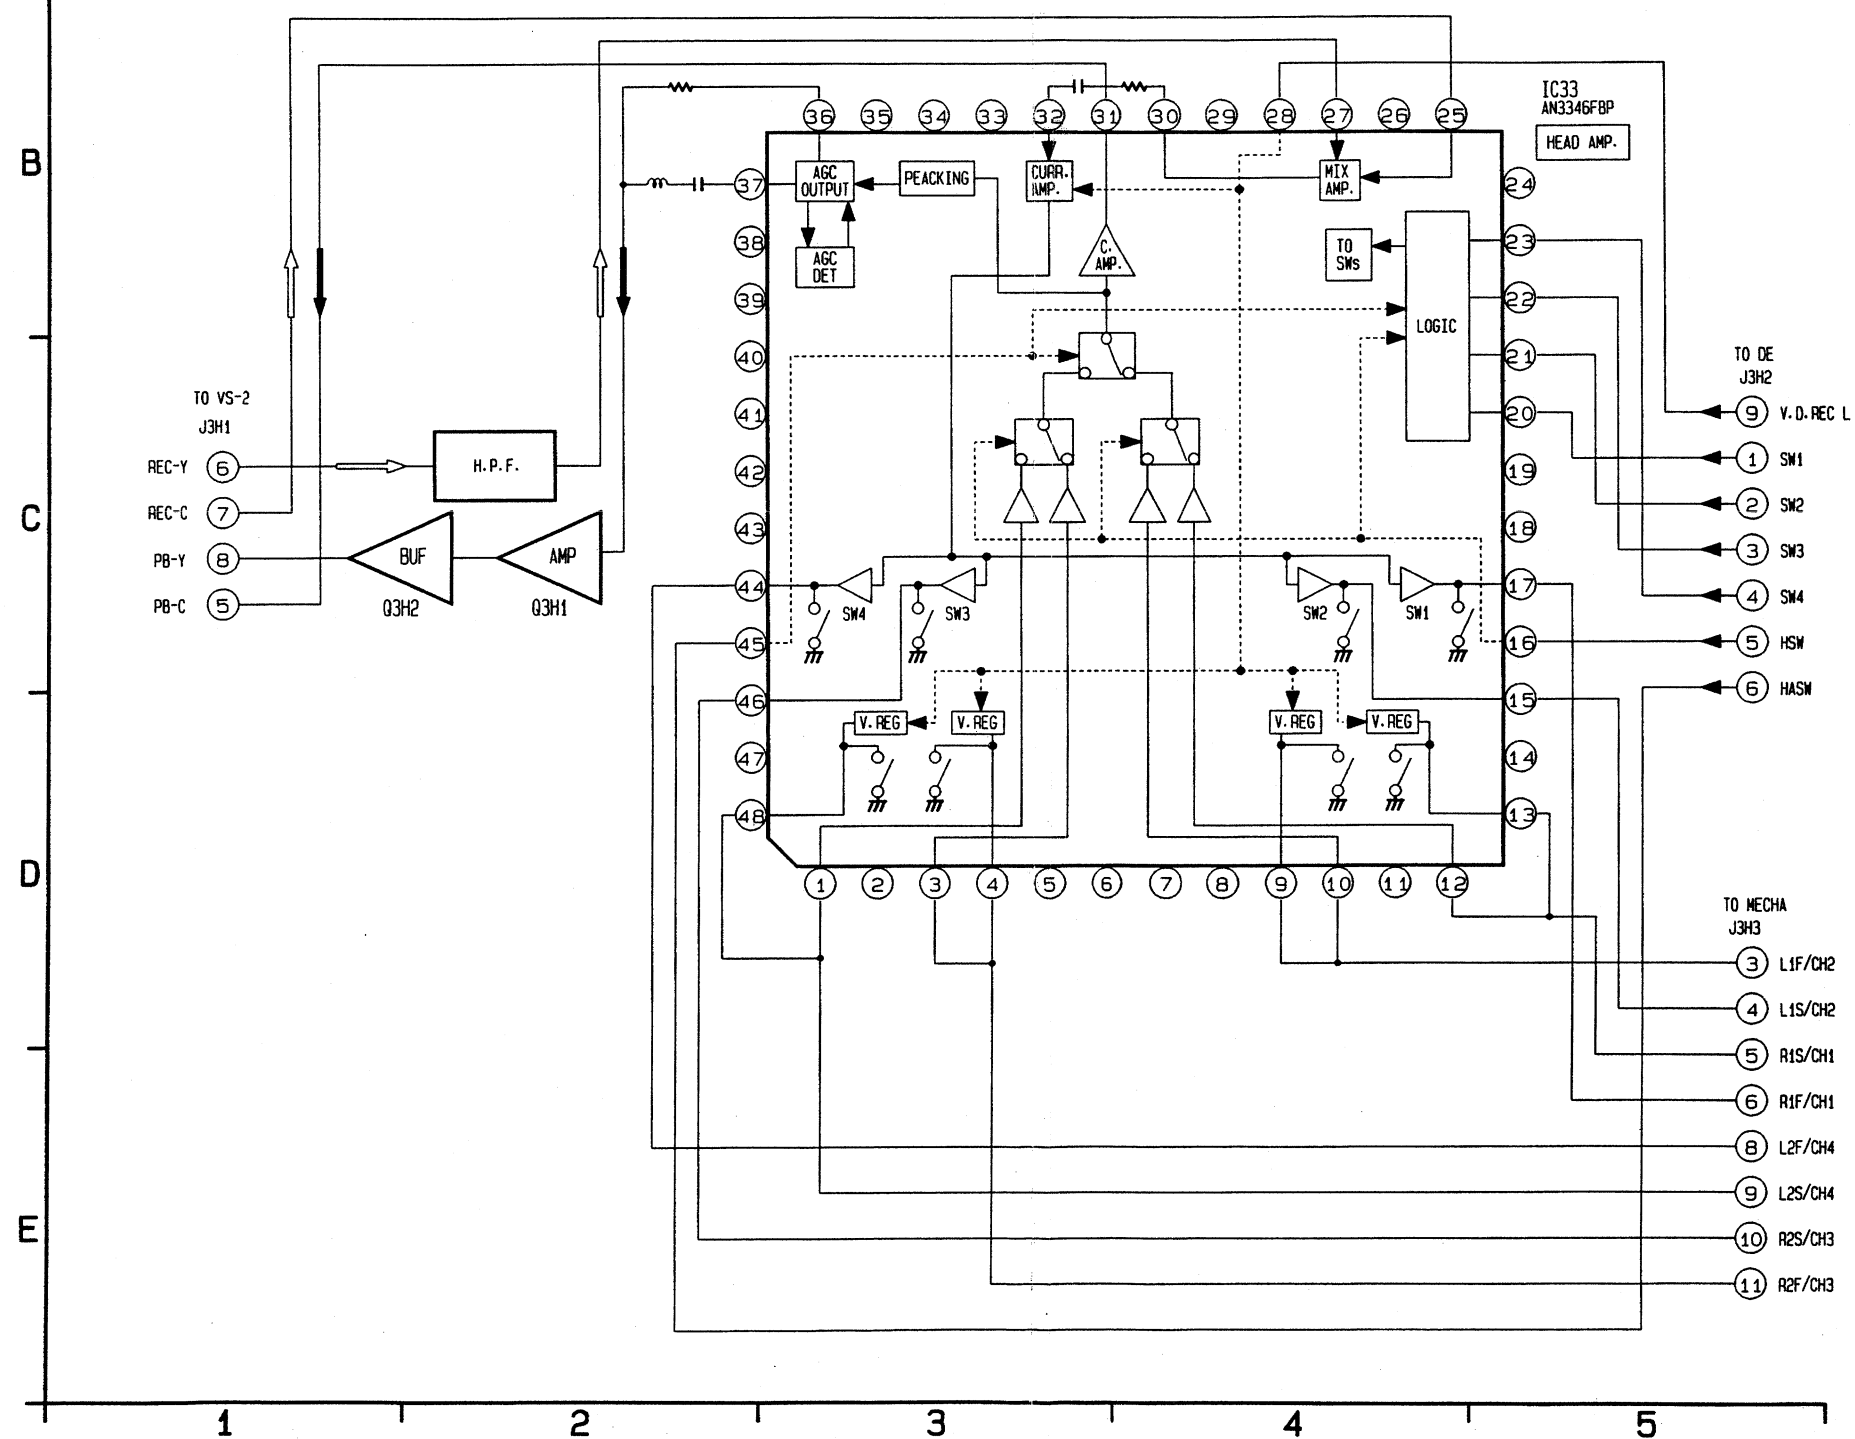 IC33
AN3346FBP
HEAD AMP.
36 35 34 33 32 31 30 29 28 27 26 25
B
37
AGC
OUTPUT
PEACKING
CURR.
AMP.
MIX
AMP.
24
38
AGC
DET
C.
AMP.
TO
SWs
23
39
LOGIC
22
40
21
TO DE
J3H2
TO VS-2
J3H1
41
20
9 V.D.REC L
REC-Y 6
H.P.F.
42
19
1 SW1
REC-C 7
2 SW2
C
43
18
PB-Y 8
BUF
AMP
3 SW3
PB-C 5
Q3H2
Q3H1
44
SW4
SW3
SW2
SW1
17
4 SW4
45
16
5 HSW
46
15
6 HASW
V.REG
V.REG
V.REG
V.REG
47
14
48
13
D
1 2 3 4 5 6 7 8 9 10 11 12
TO MECHA
J3H3
3 L1F/CH2
4 L1S/CH2
5 R1S/CH1
6 R1F/CH1
8 L2F/CH4
9 L2S/CH4
E
10 R2S/CH3
11 R2F/CH3
1 2 3 4 5